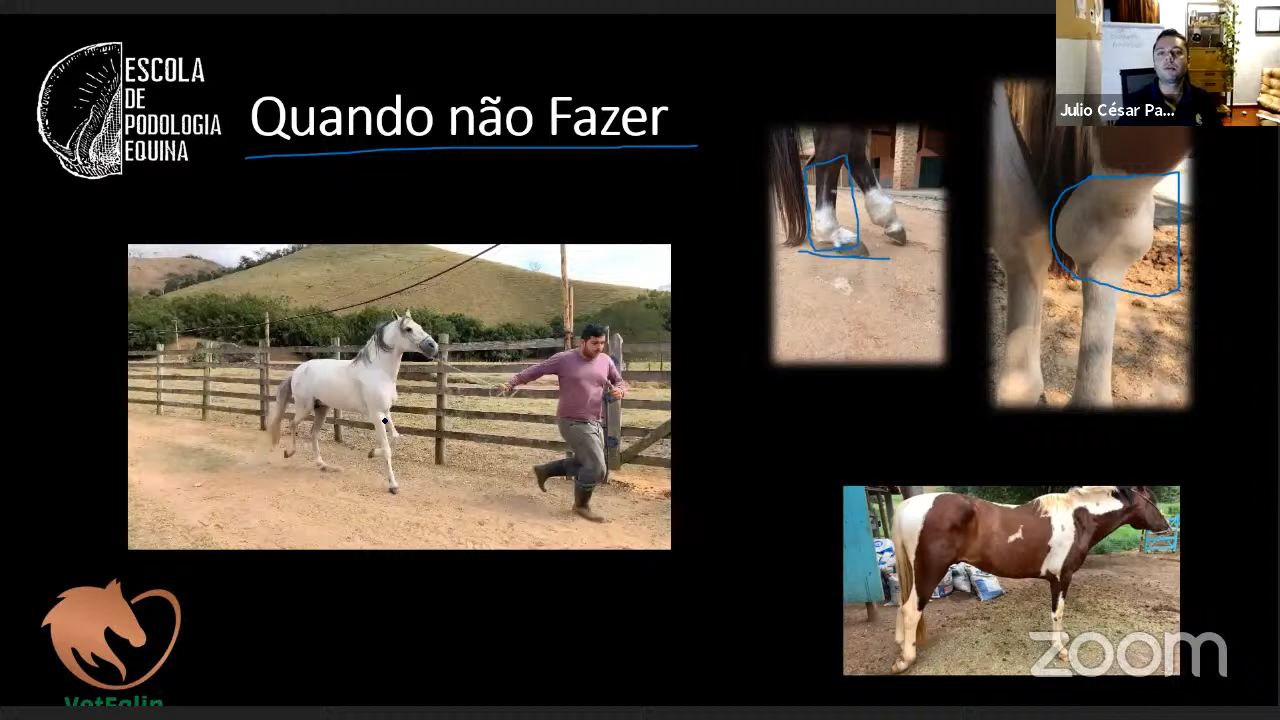 ESCOLA
DE
PODOLOGIA
EQUINA
Quando não Fazer
Julio César Pa...
zoom